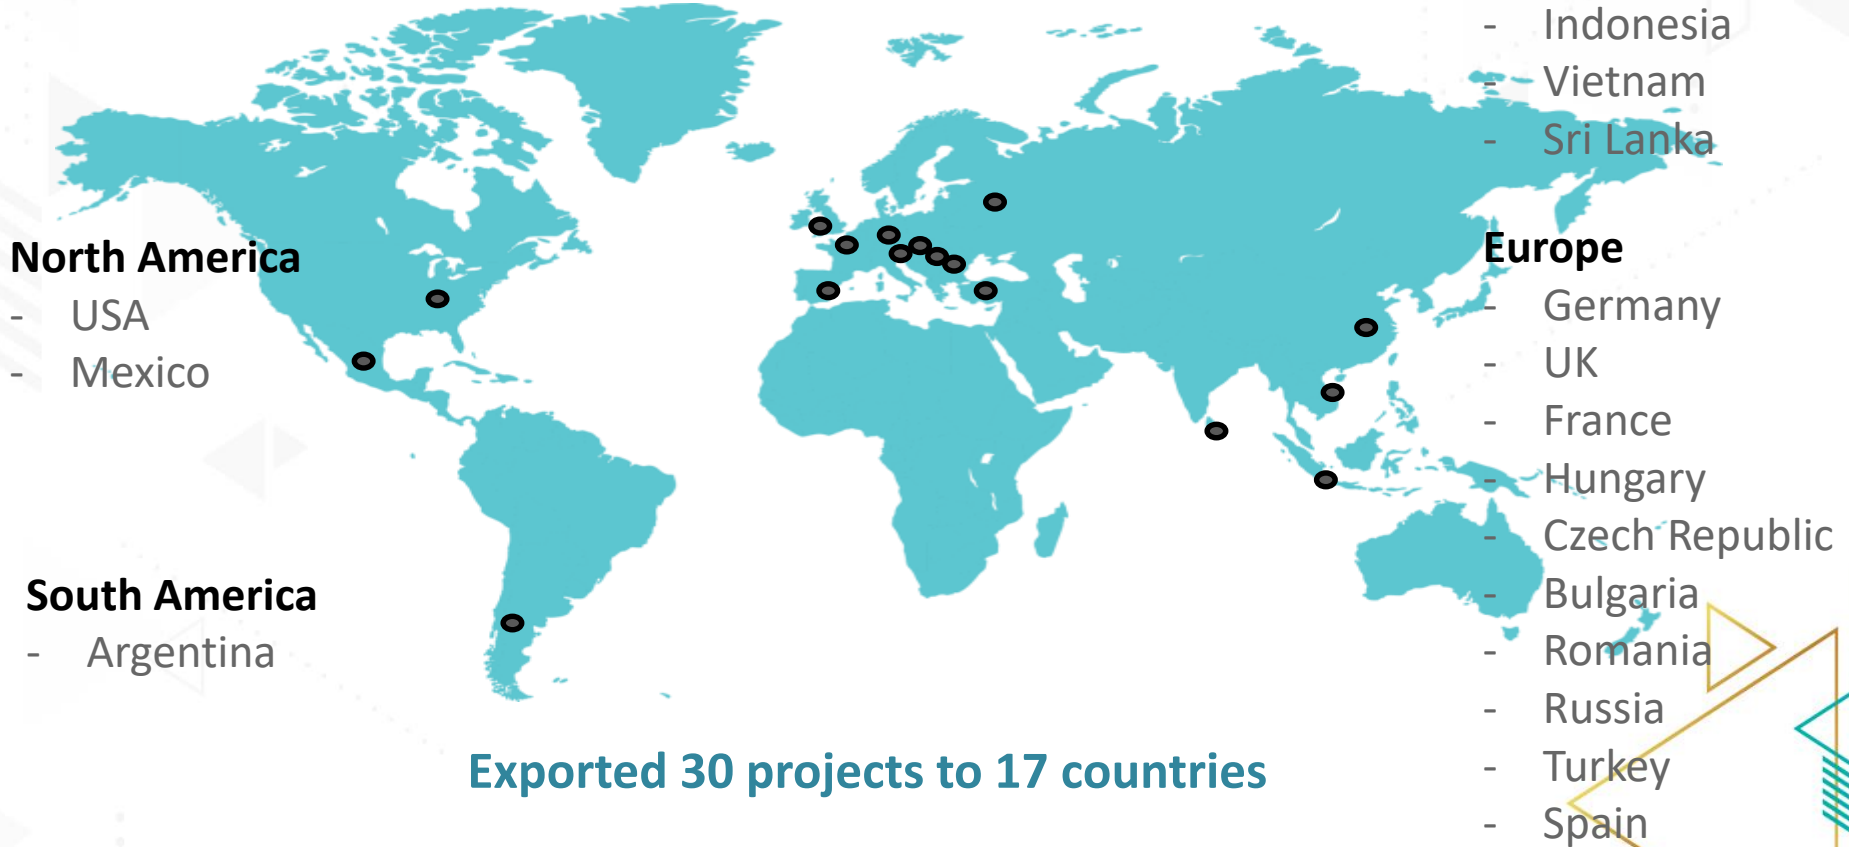 North America
- USA
- Mexico
South America
- Argentina
- Indonesia
- Vietnam
- Sri Lanka
Europe
- Germany
- UK
- France
- Hungary
- Czech Republic
- Bulgaria
- Romania
- Russia
- Turkey
- Spain
Exported 30 projects to 17 countries